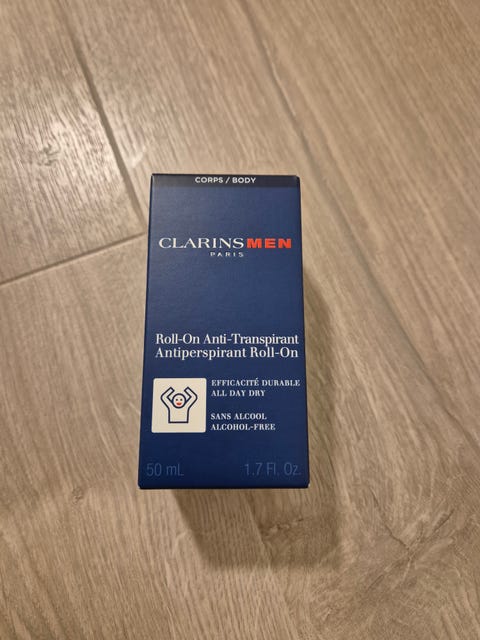 CORPS / BODY
CLARINSMEN
PARIS
Roll-On Anti-Transpirant
Antiperspirant Roll-On
EFFICACITÉ DURABLE
ALL DAY DRY
SANS ALCOOL
ALCOHOL-FREE
50 mL 1.7 Fl. Oz.